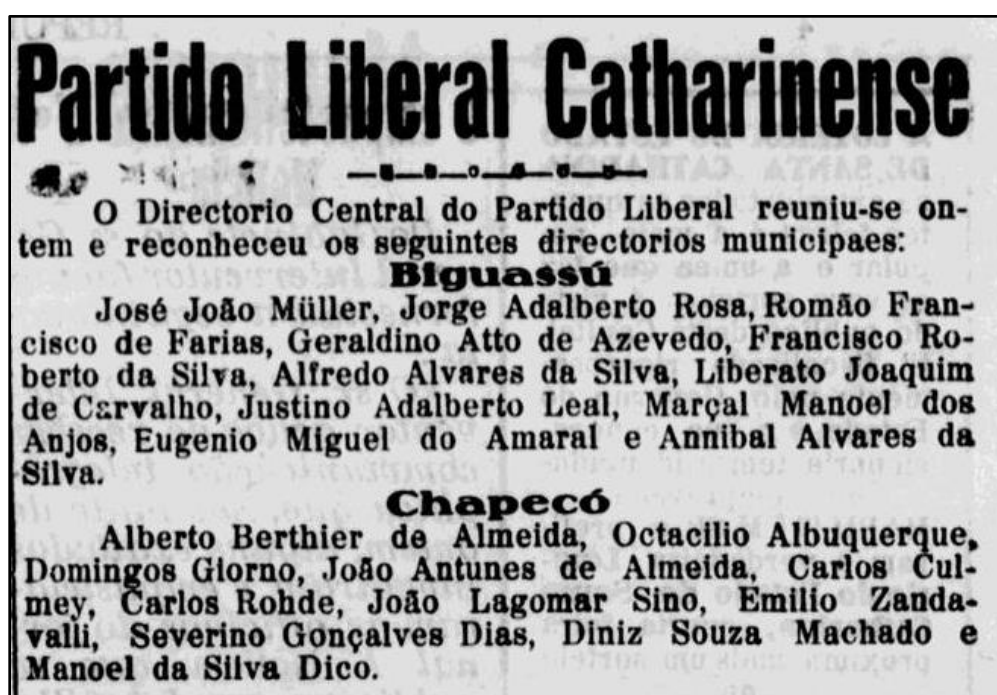 Partido Liberal Catharinense
O Directorio Central do Partido Liberal reuniu-se on-
tem e reconheceu os seguintes directorios municipaes:
Biguassú
José João Müller, Jorge Adalberto Rosa, Romão Fran-
cisco de Farias, Geraldino Atto de Azevedo, Francisco Ro-
berto da Silva, Alfredo Alvares da Silva, Liberato Joaquim
de Carvalho, Justino Adalberto Leal, Marçal Manoel dos
Anjos, Eugenio Miguel do Amaral e Annibal Alvares da
Silva.
Chapecó
Alberto Berthier de Almeida, Octacilio Albuquerque,
Domingos Giorno, João Antunes de Almeida, Carlos Cul-
mey, Carlos Rohde, João Lagomar Sino, Emilio Zanda-
valli, Severino Gonçalves Dias, Diniz Souza Machado e
Manoel da Silva Dico.